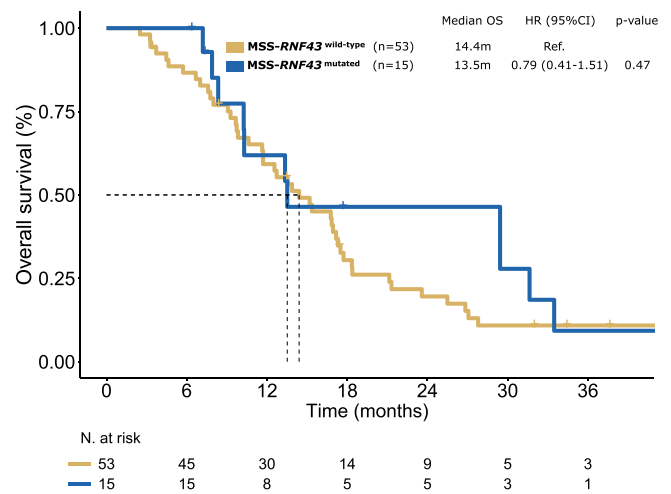 Median OS HR (95%CI) p-value
MSS-RNF43 wild-type (n=53) 14.4m Ref.
MSS-RNF43 mutated (n=15) 13.5m 0.79 (0.41-1.51) 0.47
Overall survival (%)
1.00
0.75
0.50
0.25
0.00
0 6 12 18 24 30 36
Time (months)
N. at risk
53 45 30 14 9 5 3
15 15 8 5 5 3 1